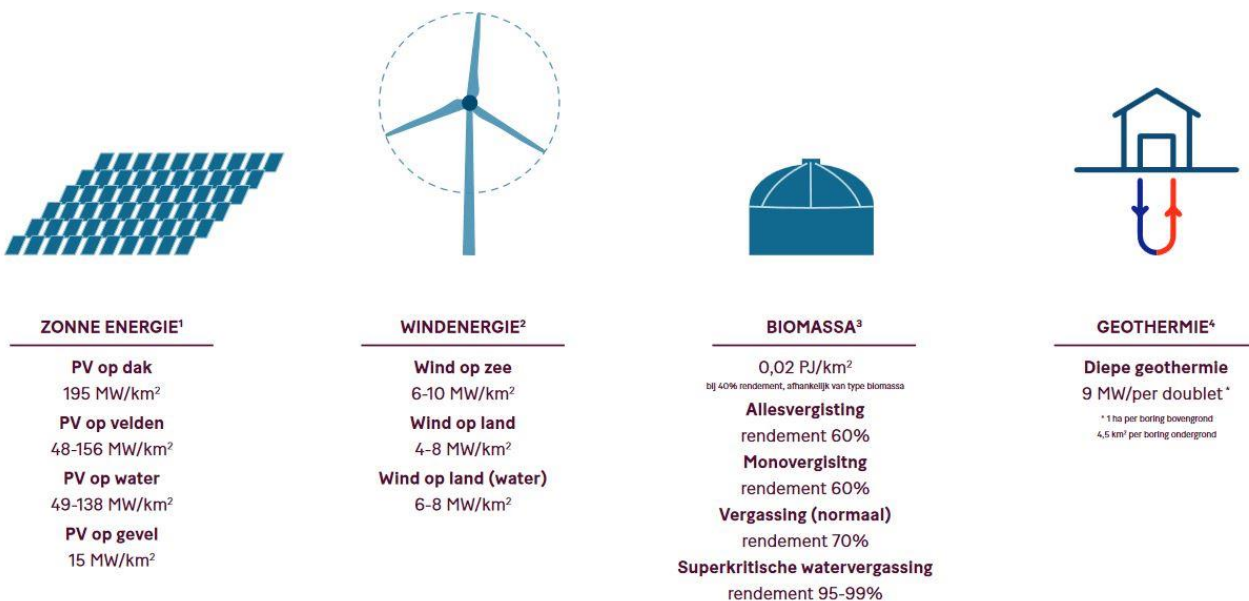 ZONNE ENERGIE¹
PV op dak
195 MW/km²
PV op velden
48-156 MW/km²
PV op water
49-138 MW/km²
PV op gevel
15 MW/km²
WINDENERGIE²
Wind op zee
6-10 MW/km²
Wind op land
4-8 MW/km²
Wind op land (water)
6-8 MW/km²
BIOMASSA³
0,02 PJ/km²
bij 40% rendement, afhankelijk van type biomassa
Allesvergisting
rendement 60%
Monovergisitng
rendement 60%
Vergassing (normaal)
rendement 70%
Superkritische watervergassing
rendement 95-99%
GEOTHERMIE⁴
Diepe geothermie
9 MW/per doublet *
* 1 ha per boring bovengrond
4,5 km² per boring ondergrond